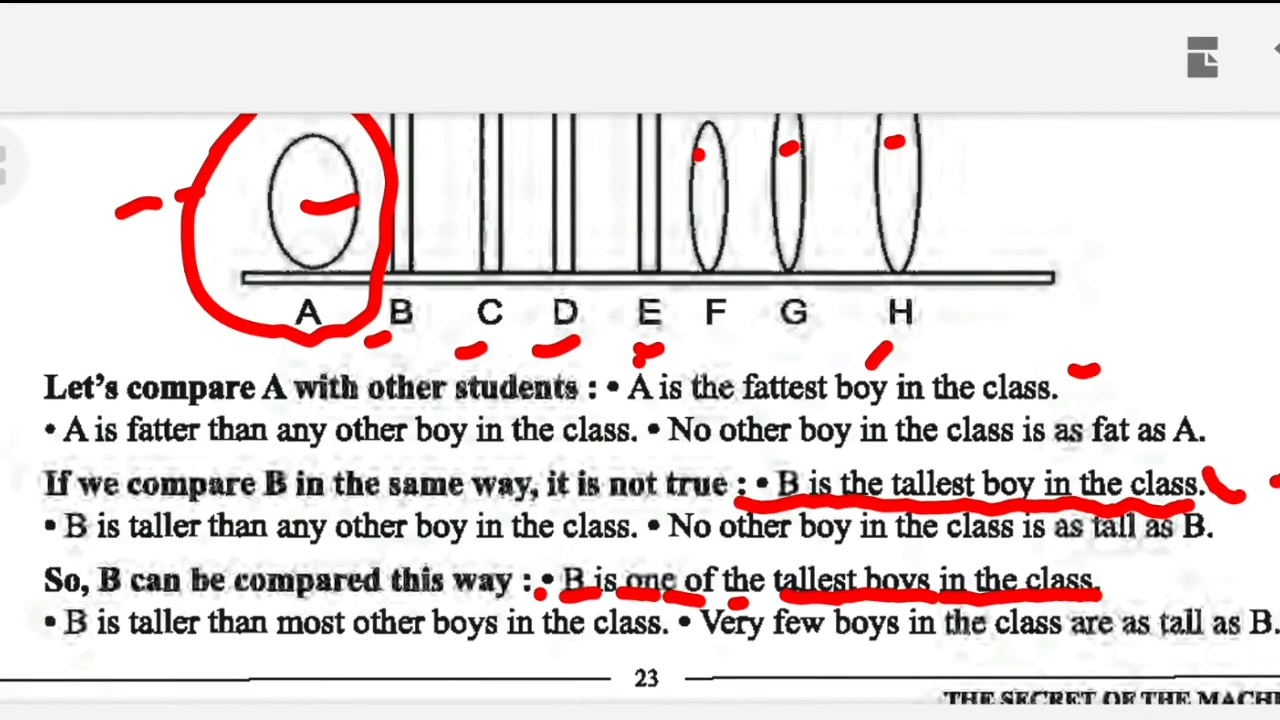 A B C D E F G H
Let's compare A with other students : • A is the fattest boy in the class.
• A is fatter than any other boy in the class. • No other boy in the class is as fat as A.
If we compare B in the same way, it is not true : • B is the tallest boy in the class.
• B is taller than any other boy in the class. • No other boy in the class is as tall as B.
So, B can be compared this way : • B is one of the tallest boys in the class.
• B is taller than most other boys in the class. • Very few boys in the class are as tall as B.
23
THE SECRET OF THE